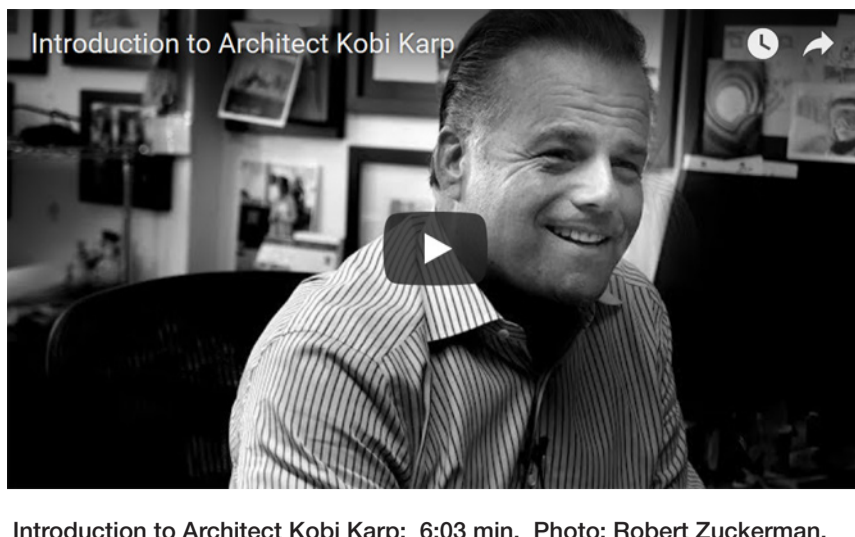 Introduction to Architect Kobi Karp
Introduction to Architect Kobi Karp:  6:03 min.  Photo: Robert Zuckerman.